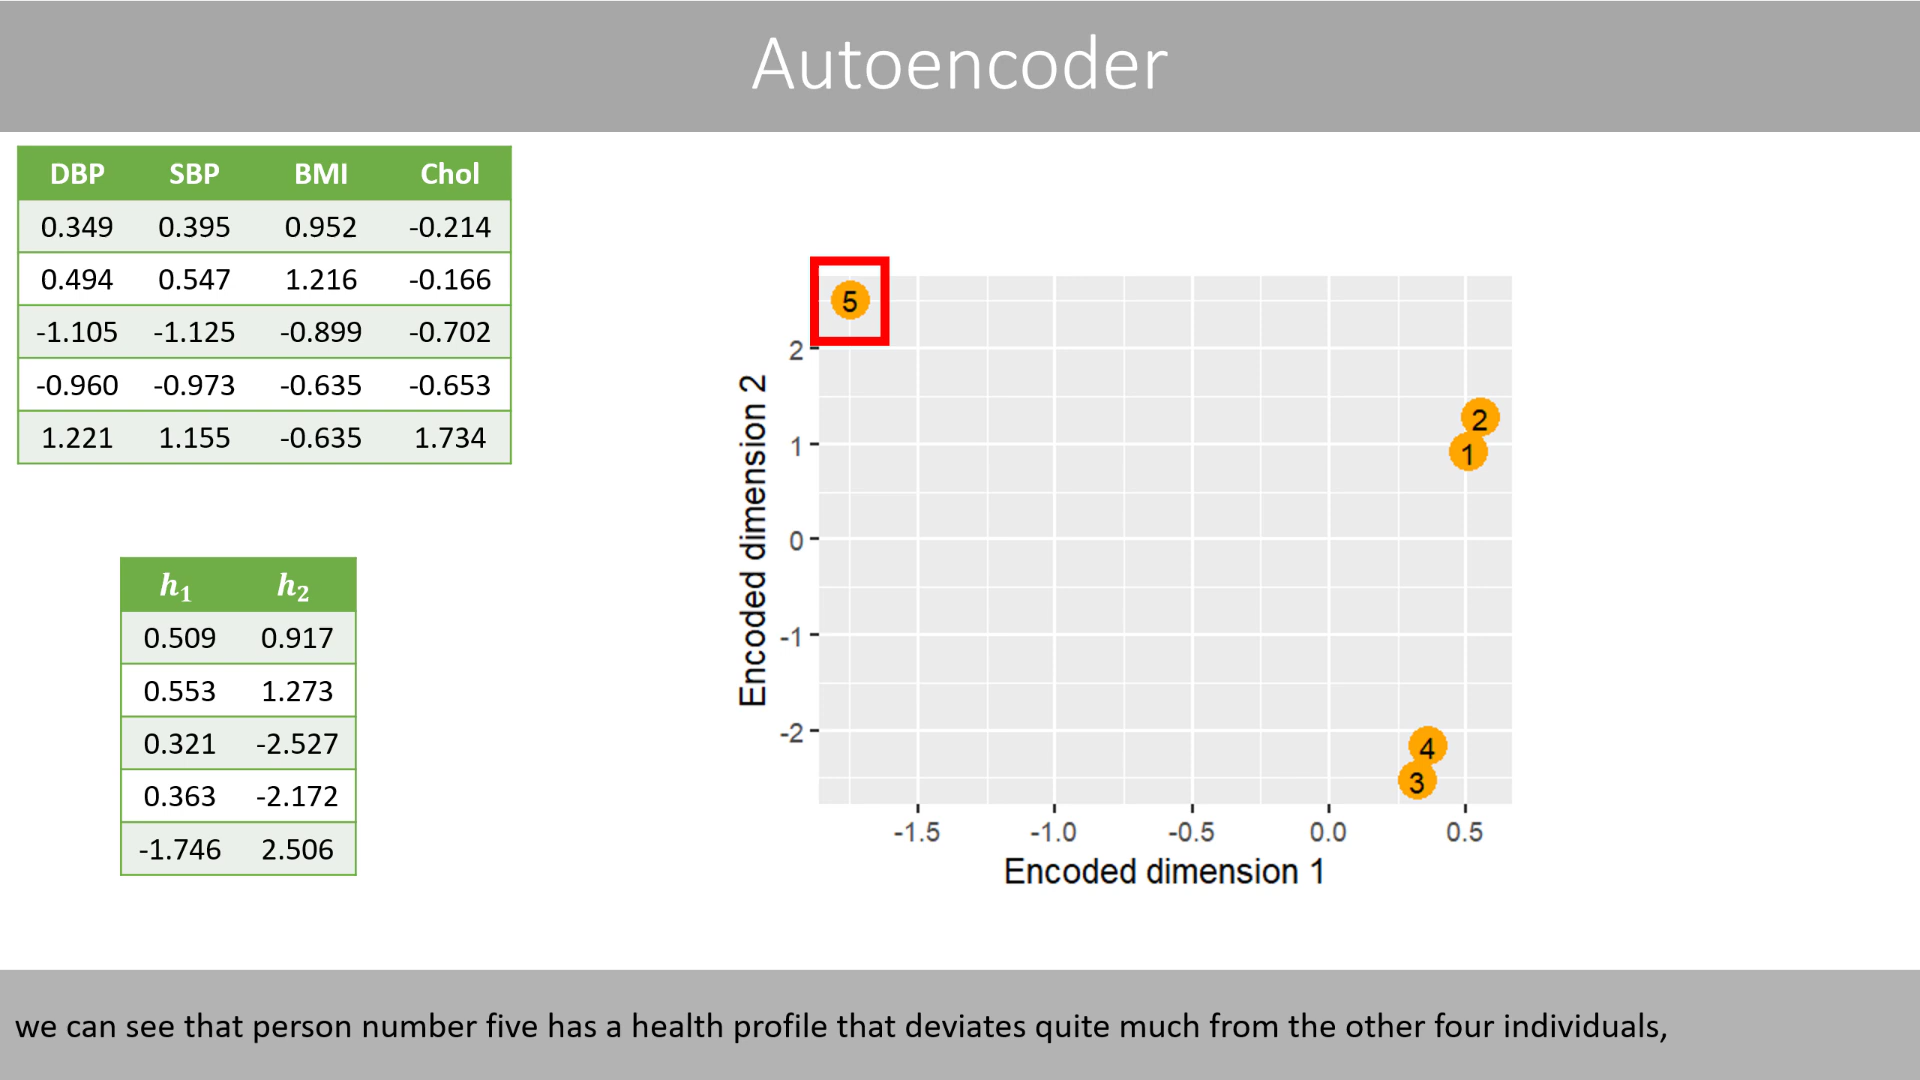 Autoencoder
DBP SBP BMI Chol
0.349 0.395 0.952 -0.214
0.494 0.547 1.216 -0.166
-1.105 -1.125 -0.899 -0.702
-0.960 -0.973 -0.635 -0.653
1.221 1.155 -0.635 1.734
h₁ h₂
0.509 0.917
0.553 1.273
0.321 -2.527
0.363 -2.172
-1.746 2.506
Encoded dimension 2
2
1
0
-1
-2
5
2
1
4
3
-1.5 -1.0 -0.5 0.0 0.5
Encoded dimension 1
we can see that person number five has a health profile that deviates quite much from the other four individuals,